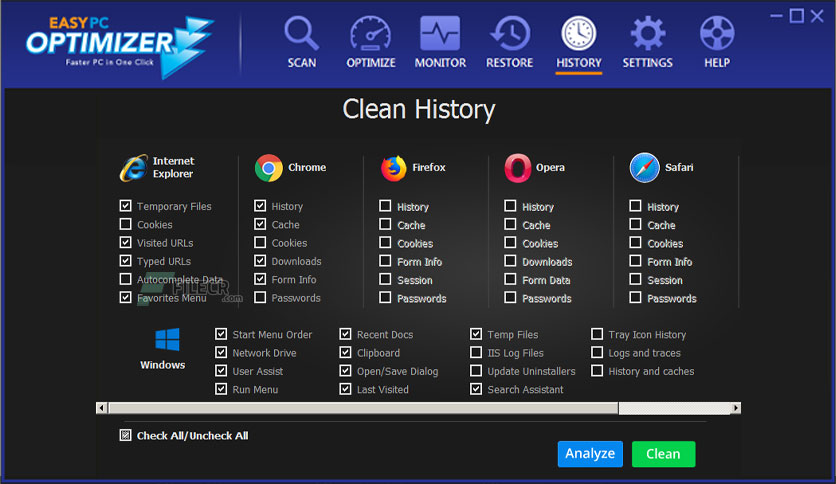 EASY PC
OPTIMIZER
Faster PC in One Click
SCAN
OPTIMIZE
MONITOR
RESTORE
HISTORY
SETTINGS
HELP
Clean History
Internet
Explorer
Temporary Files
Cookies
Visited URLs
Typed URLs
Autocomplete Data
Favorites Menu
FILECR
.com
Chrome
History
Cache
Cookies
Downloads
Form Info
Passwords
Firefox
History
Cache
Cookies
Form Info
Session
Passwords
Opera
History
Cache
Cookies
Downloads
Form Data
Passwords
Safari
History
Cache
Cookies
Form Info
Session
Passwords
Windows
Start Menu Order
Network Drive
User Assist
Run Menu
Recent Docs
Clipboard
Open/Save Dialog
Last Visited
Temp Files
IIS Log Files
Update Uninstallers
Search Assistant
Tray Icon History
Logs and traces
History and caches
Check All/Uncheck All
Analyze
Clean